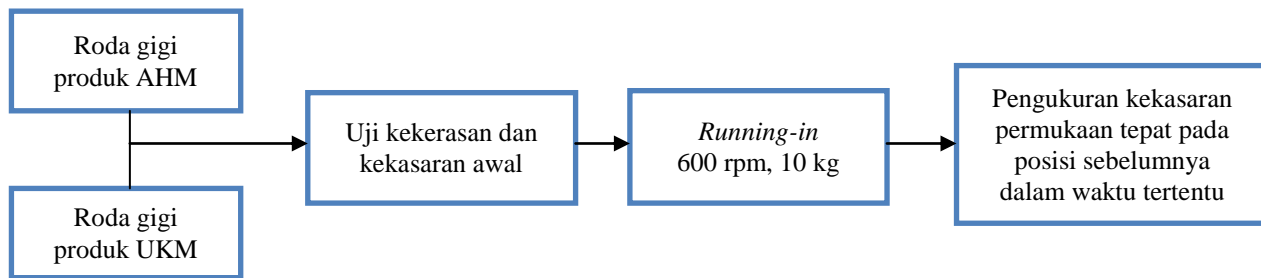 Roda gigi
produk AHM
Roda gigi
produk UKM
Uji kekerasan dan
kekasaran awal
Running-in
600 rpm, 10 kg
Pengukuran kekasaran
permukaan tepat pada
posisi sebelumnya
dalam waktu tertentu